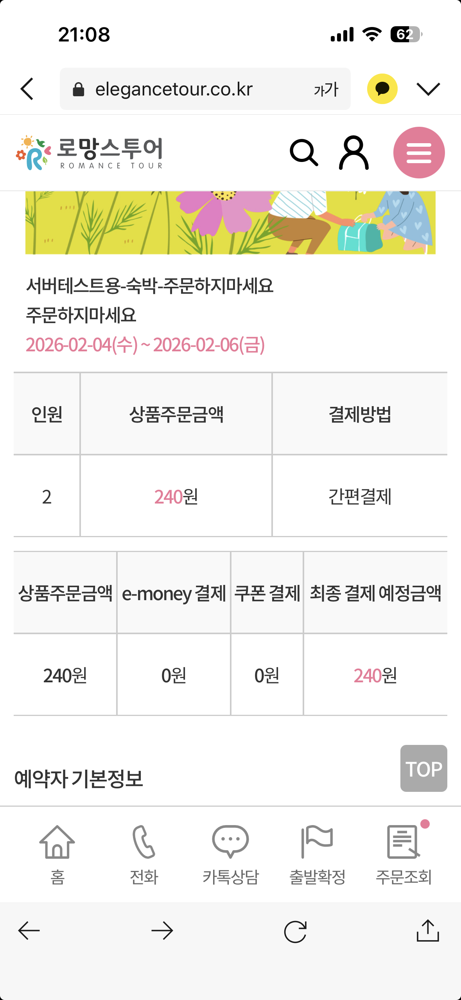 21:08
62
elegancetour.co.kr
가가
로망스투어
ROMANCE TOUR
서버테스트용-숙박-주문하지마세요
주문하지마세요
2026-02-04(수) ~ 2026-02-06(금)
인원 상품주문금액 결제방법
2 240원 간편결제
상품주문금액 e-money 결제 쿠폰 결제 최종 결제 예정금액
240원 0원 0원 240원
TOP
예약자 기본정보
홈 전화 카톡상담 출발확정 주문조회